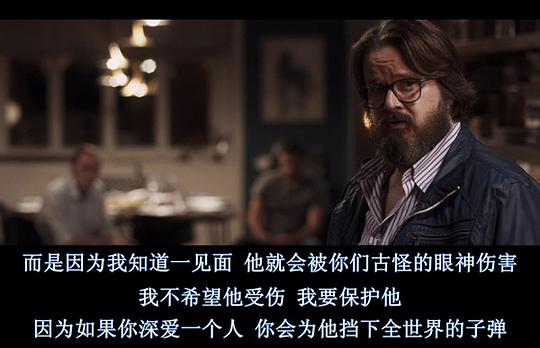 而是因为我知道一见面 他就会被你们古怪的眼神伤害
我不希望他受伤 我要保护他
因为如果你深爱一个人 你会为他挡下全世界的子弹